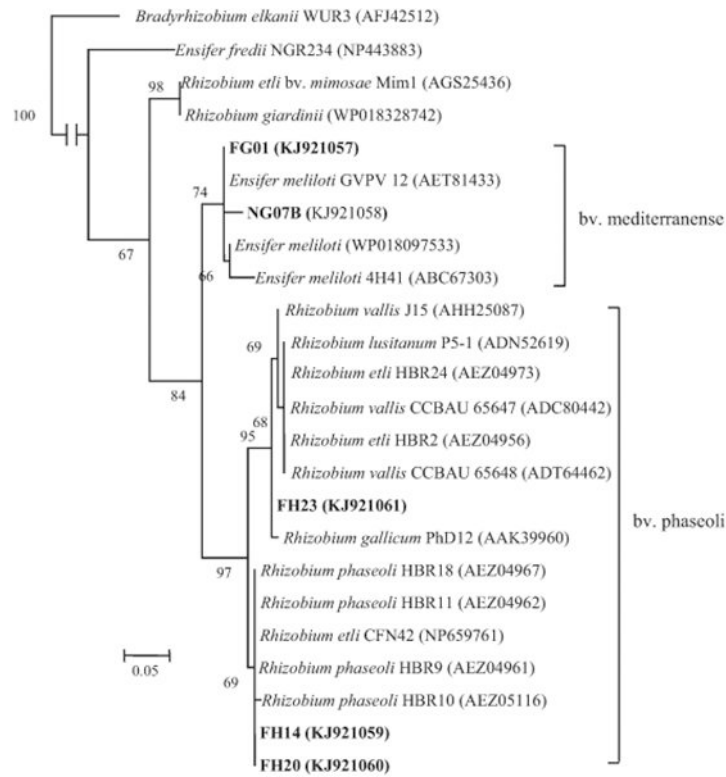 Bradyrhizobium elkanii WUR3 (AFJ42512)
Ensifer fredii NGR234 (NP443883)
98
Rhizobium etli bv. mimosae Mim1 (AGS25436)
100
Rhizobium giardinii (WP018328742)
FG01 (KJ921057)
74
Ensifer meliloti GVPV 12 (AET81433)
NG07B (KJ921058)
bv. mediterranense
67
Ensifer meliloti (WP018097533)
66
Ensifer meliloti 4H41 (ABC67303)
Rhizobium vallis J15 (AHH25087)
69
Rhizobium lusitanum P5-1 (ADN52619)
Rhizobium etli HBR24 (AEZ04973)
84
Rhizobium vallis CCBAU 65647 (ADC80442)
68
95
Rhizobium etli HBR2 (AEZ04956)
Rhizobium vallis CCBAU 65648 (ADT64462)
FH23 (KJ921061)
bv. phaseoli
Rhizobium gallicum PhD12 (AAK39960)
97
Rhizobium phaseoli HBR18 (AEZ04967)
Rhizobium phaseoli HBR11 (AEZ04962)
Rhizobium etli CFN42 (NP659761)
0.05
Rhizobium phaseoli HBR9 (AEZ04961)
69
Rhizobium phaseoli HBR10 (AEZ05116)
FH14 (KJ921059)
FH20 (KJ921060)